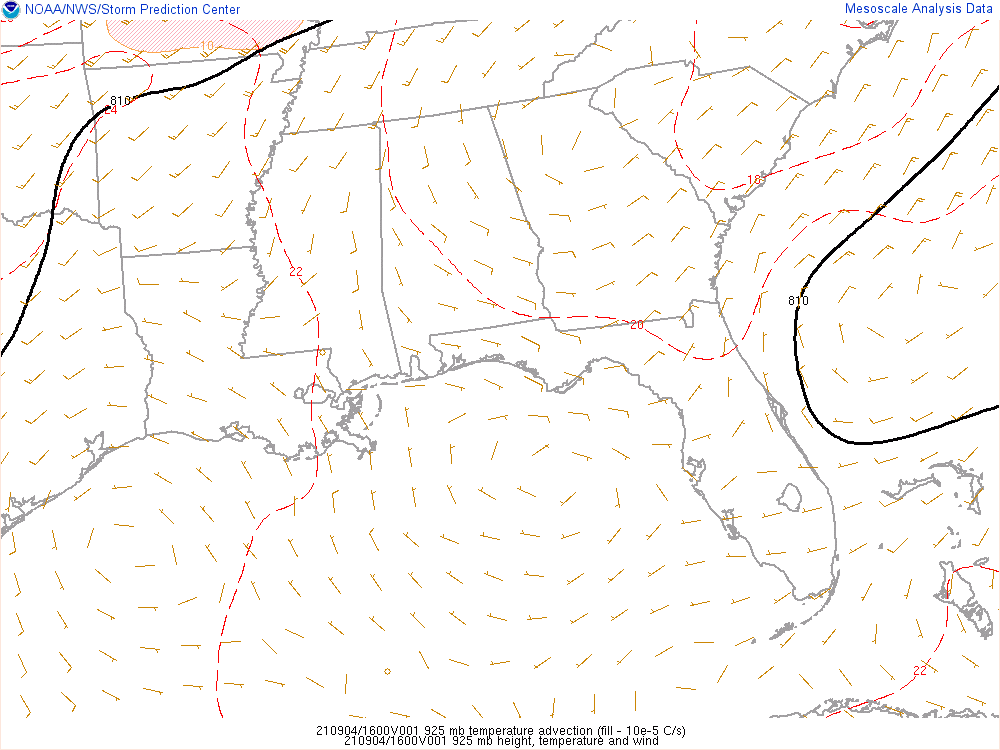 NOAA/NWS/Storm Prediction Center
Mesoscale Analysis Data
10
810
24
18
22
810
20
22
210904/1600V001 925 mb temperature advection (fill - 10e-5 C/s)
210904/1600V001 925 mb height, temperature and wind